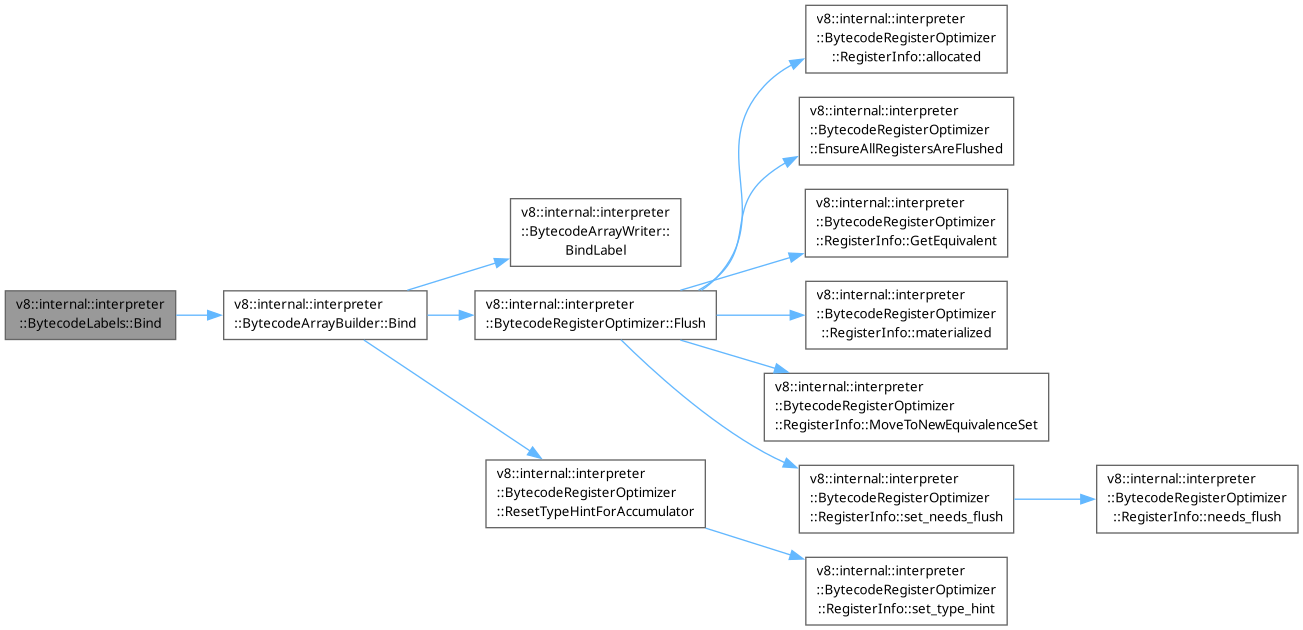 v8::internal::interpreter
::BytecodeLabels::Bind
v8::internal::interpreter
::BytecodeArrayBuilder::Bind
v8::internal::interpreter
::BytecodeArrayWriter::
BindLabel
v8::internal::interpreter
::BytecodeRegisterOptimizer::Flush
v8::internal::interpreter
::BytecodeRegisterOptimizer
::RegisterInfo::allocated
v8::internal::interpreter
::BytecodeRegisterOptimizer
::EnsureAllRegistersAreFlushed
v8::internal::interpreter
::BytecodeRegisterOptimizer
::RegisterInfo::GetEquivalent
v8::internal::interpreter
::BytecodeRegisterOptimizer
::RegisterInfo::materialized
v8::internal::interpreter
::BytecodeRegisterOptimizer
::RegisterInfo::MoveToNewEquivalenceSet
v8::internal::interpreter
::BytecodeRegisterOptimizer
::RegisterInfo::set_needs_flush
v8::internal::interpreter
::BytecodeRegisterOptimizer
::RegisterInfo::needs_flush
v8::internal::interpreter
::BytecodeRegisterOptimizer
::ResetTypeHintForAccumulator
v8::internal::interpreter
::BytecodeRegisterOptimizer
::RegisterInfo::set_type_hint